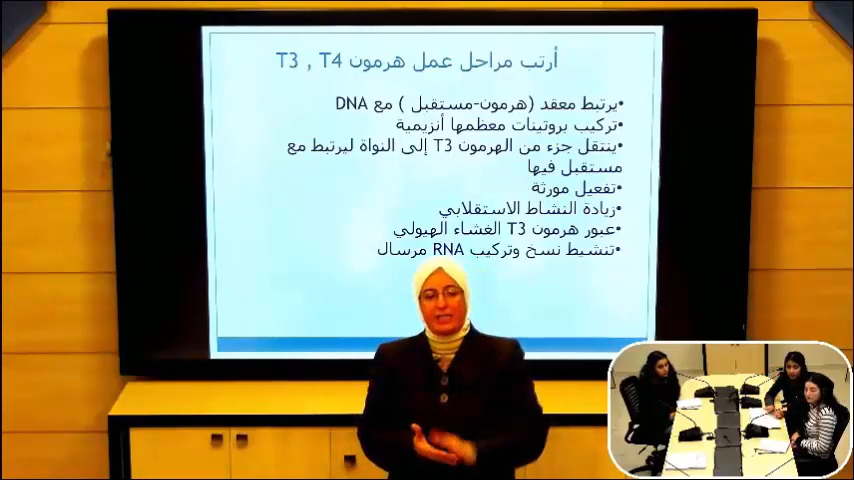 أرتب مراحل عمل هرمون T3 , T4
•يرتبط معقد (هرمون-مستقبل ) مع DNA
•تركيب بروتينات معظمها أنزيمية
•ينتقل جزء من الهرمون T3 إلى النواة ليرتبط مع
مستقبل فيها
•تفعيل مورثة
•زيادة النشاط الاستقلابي
•عبور هرمون T3 الغشاء الهيولي
•تنشيط نسخ وتركيب RNA مرسال